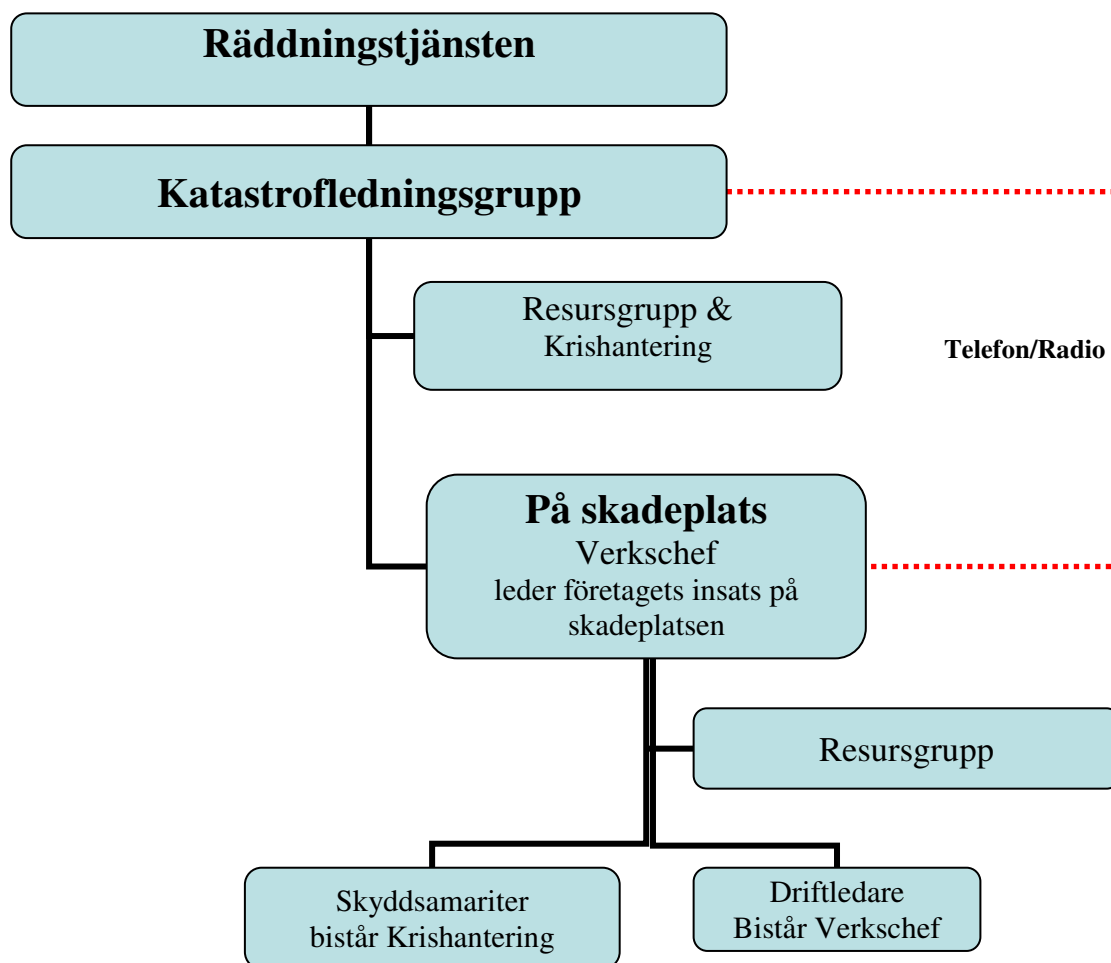 Räddningstjänsten
Katastrofledningsgrupp
Resursgrupp &
Krishantering
Telefon/Radio
På skadeplats
Verkschef
leder företagets insats på
skadeplatsen
Resursgrupp
Skyddsamariter
bistår Krishantering
Driftledare
Bistår Verkschef